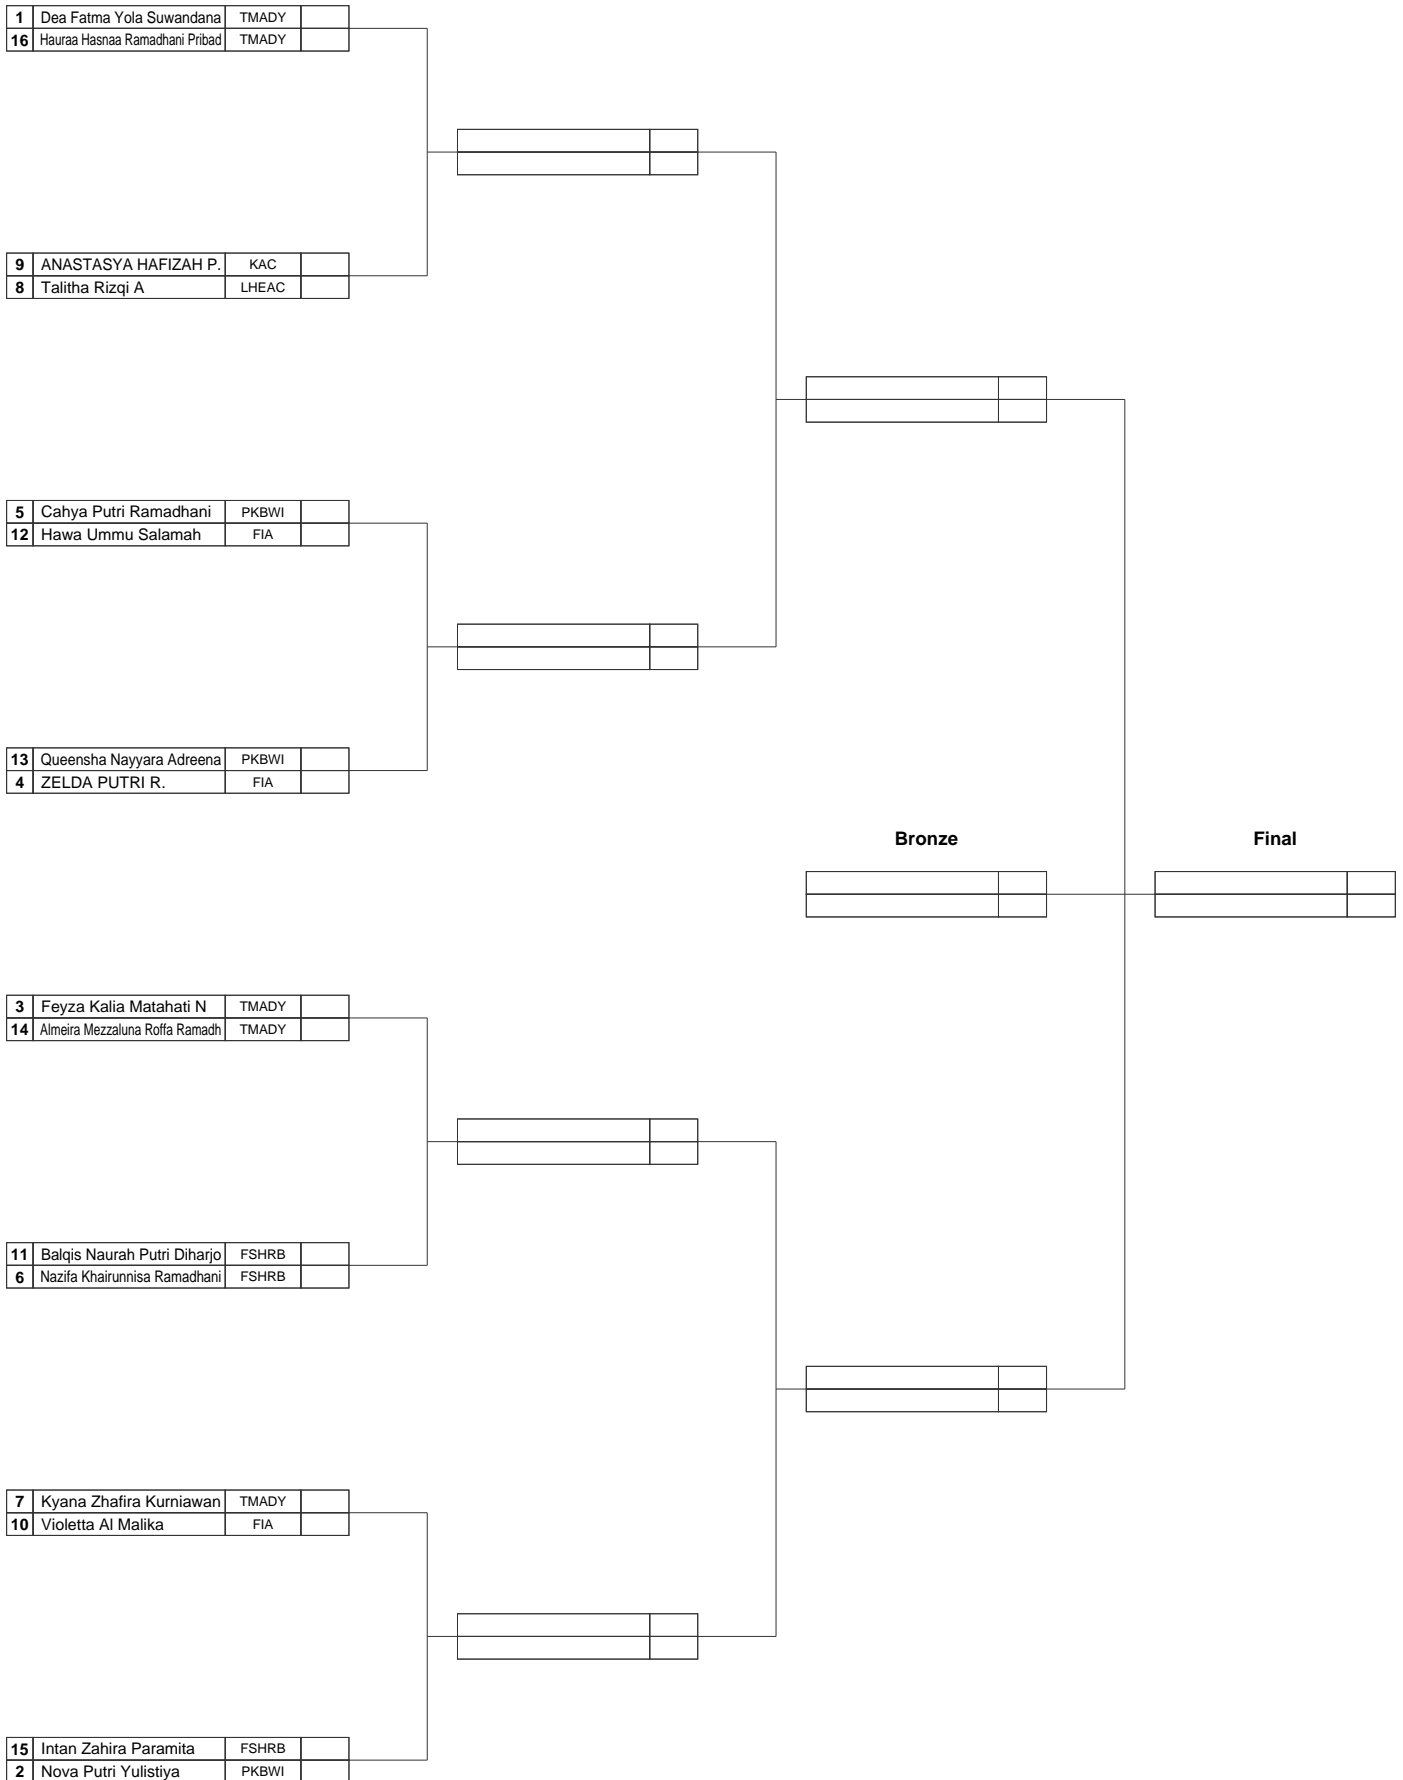 1 Dea Fatma Yola Suwandana TMADY
16 Hauraa Hasnaa Ramadhani Pribad TMADY
9 ANASTASYA HAFIZAH P. KAC
8 Talitha Rizqi A LHEAC
5 Cahya Putri Ramadhani PKBWI
12 Hawa Ummu Salamah FIA
13 Queensha Nayyara Adreena PKBWI
4 ZELDA PUTRI R. FIA
Bronze Final
3 Feyza Kalia Matahati N TMADY
14 Almeira Mezzaluna Roffa Ramadh TMADY
11 Balqis Naurah Putri Diharjo FSHRB
6 Nazifa Khairunnisa Ramadhani FSHRB
7 Kyana Zhafira Kurniawan TMADY
10 Violetta Al Malika FIA
15 Intan Zahira Paramita FSHRB
2 Nova Putri Yulistiya PKBWI